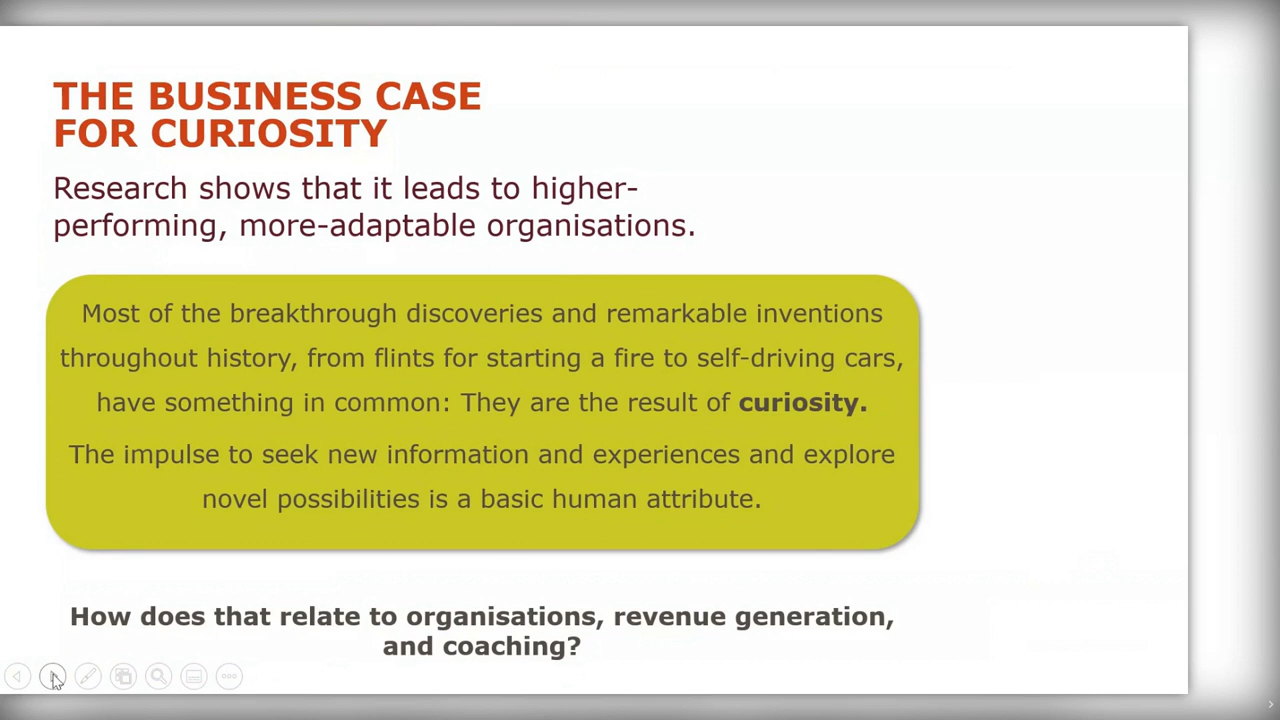 THE BUSINESS CASE
FOR CURIOSITY
Research shows that it leads to higher-
performing, more-adaptable organisations.
Most of the breakthrough discoveries and remarkable inventions
throughout history, from flints for starting a fire to self-driving cars,
have something in common: They are the result of curiosity.
The impulse to seek new information and experiences and explore
novel possibilities is a basic human attribute.
How does that relate to organisations, revenue generation,
and coaching?